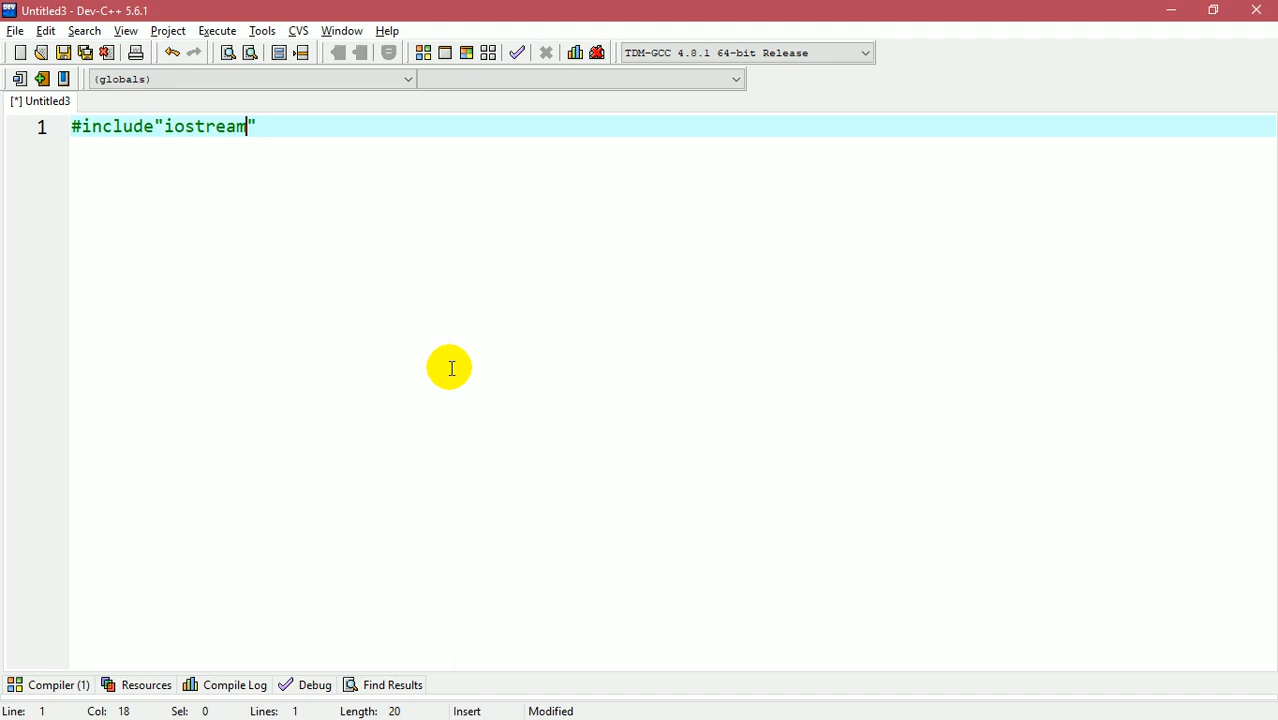 Untitled3 - Dev-C++ 5.6.1
File Edit Search View Project Execute Tools CVS Window Help
TDM-GCC 4.8.1 64-bit Release
(globals)
[*] Untitled3
1 #include"iostream"
Compiler (1) Resources Compile Log Debug Find Results
Line: 1 Col: 18 Sel: 0 Lines: 1 Length: 20 Insert Modified